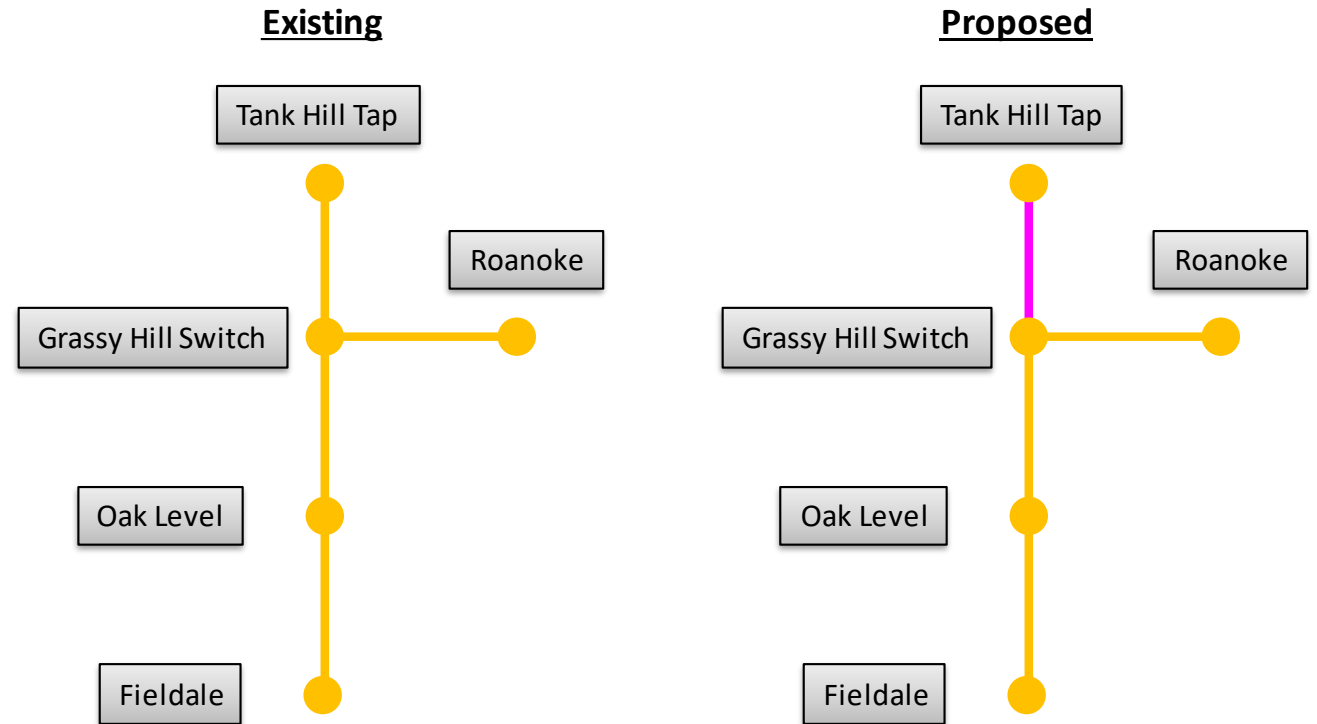 Existing
Tank Hill Tap
Roanoke
Grassy Hill Switch
Oak Level
Fieldale
Proposed
Tank Hill Tap
Roanoke
Grassy Hill Switch
Oak Level
Fieldale